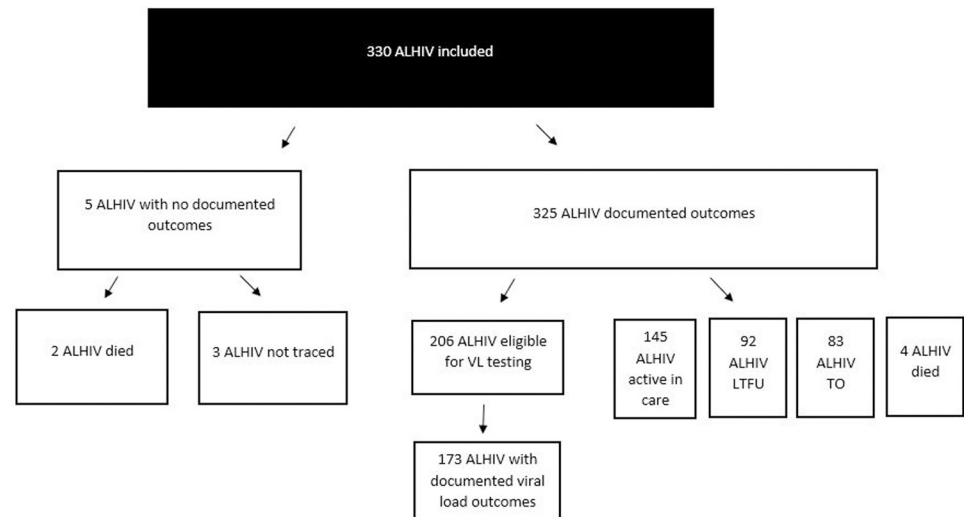 330 ALHIV included
5 ALHIV with no documented
outcomes
325 ALHIV documented outcomes
2 ALHIV died
3 ALHIV not traced
206 ALHIV eligible
for VL testing
145
ALHIV
active in
care
92
ALHIV
LTFU
83
ALHIV
TO
4 ALHIV
died
173 ALHIV with
documented viral
load outcomes